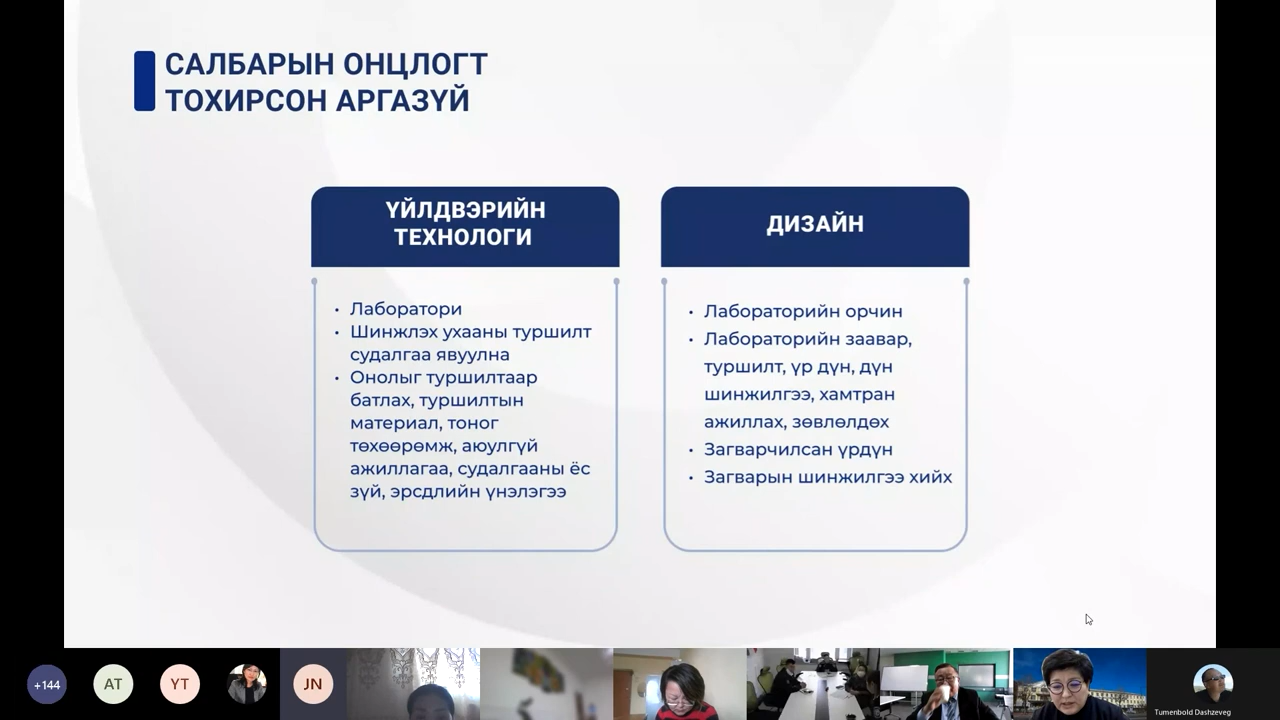 САЛБАРЫН ОНЦЛОГТ
ТОХИРСОН АРГАЗҮЙ
ҮЙЛДВЭРИЙН
ТЕХНОЛОГИ
• Лаборатори
• Шинжлэх ухааны туршилт
судалгаа явуулна
• Онолыг туршилтаар
батлах, туршилтын
материал, тоног
төхөөрөмж, аюулгүй
ажиллагаа, судалгааны ёс
зүй, эрсдлийн үнэлэгээ
ДИЗАЙН
• Лабораторийн орчин
• Лабораторийн заавар,
туршилт, үр дүн, дүн
шинжилгээ, хамтран
ажиллах, зөвлөлдөх
• Загварчилсан үрдүн
• Загварын шинжилгээ хийх
+144
AT
YT
JN
Tumenbold Dashzeveg